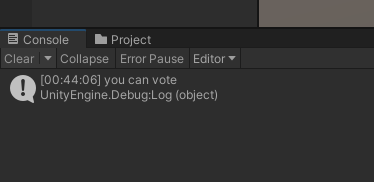 Console Project
Clear Collapse Error Pause Editor
[00:44:06] you can vote
UnityEngine.Debug:Log (object)